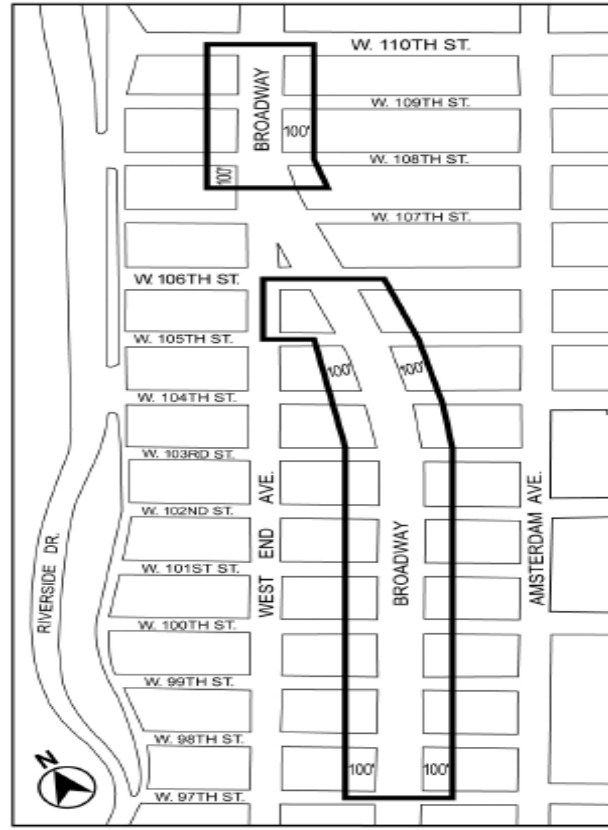 W. 110TH ST.
BROADWAY
W. 109TH ST.
100'
W. 108TH ST.
100'
W. 107TH ST.
W. 106TH ST.
W. 105TH ST.
100'
100'
W. 104TH ST.
W. 103RD ST.
WEST END AVE.
AMSTERDAM AVE.
W. 102ND ST.
BROADWAY
RIVERSIDE DR.
W. 101ST ST.
W. 100TH ST.
W. 99TH ST.
W. 98TH ST.
N
100'
100'
W. 97TH ST.